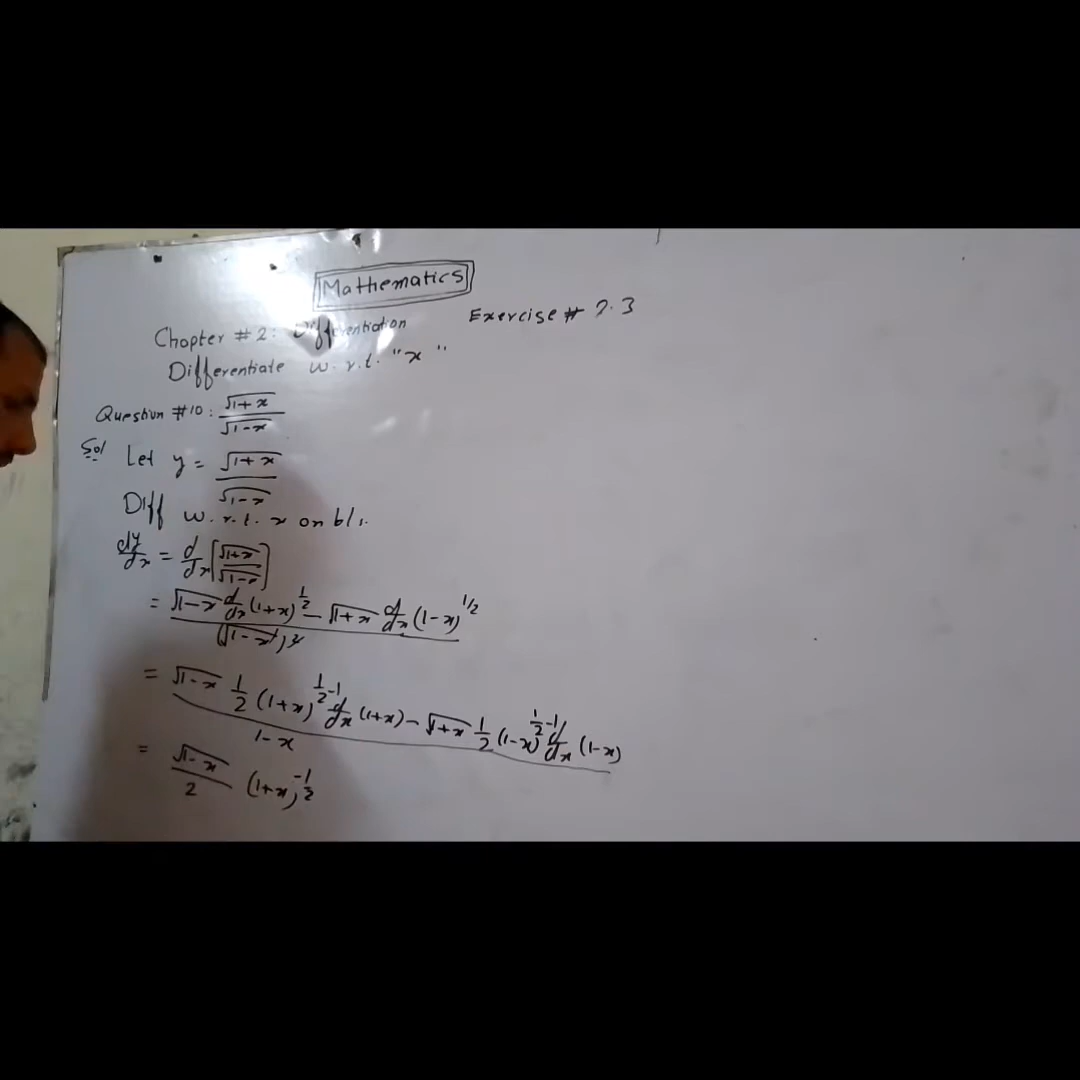 Mathematics
Chapter #2: Differentiation Exercise # 2.3
Differentiate w.r.t. "x"
Question #10: √1+x / √1-x
Sol Let y = √1+x / √1-x
Diff w.r.t. x on b/s.
dy/dx = d/dx [√1+x / √1-x]
= √1-x d/dx (1+x)^1/2 - √1+x d/dx (1-x)^1/2 / (√1-x)^2
= √1-x 1/2 (1+x)^1/2-1 d/dx (1+x) - √1+x 1/2 (1-x)^1/2-1 d/dx (1-x) / 1-x
= √1-x / 2 (1+x)^-1/2